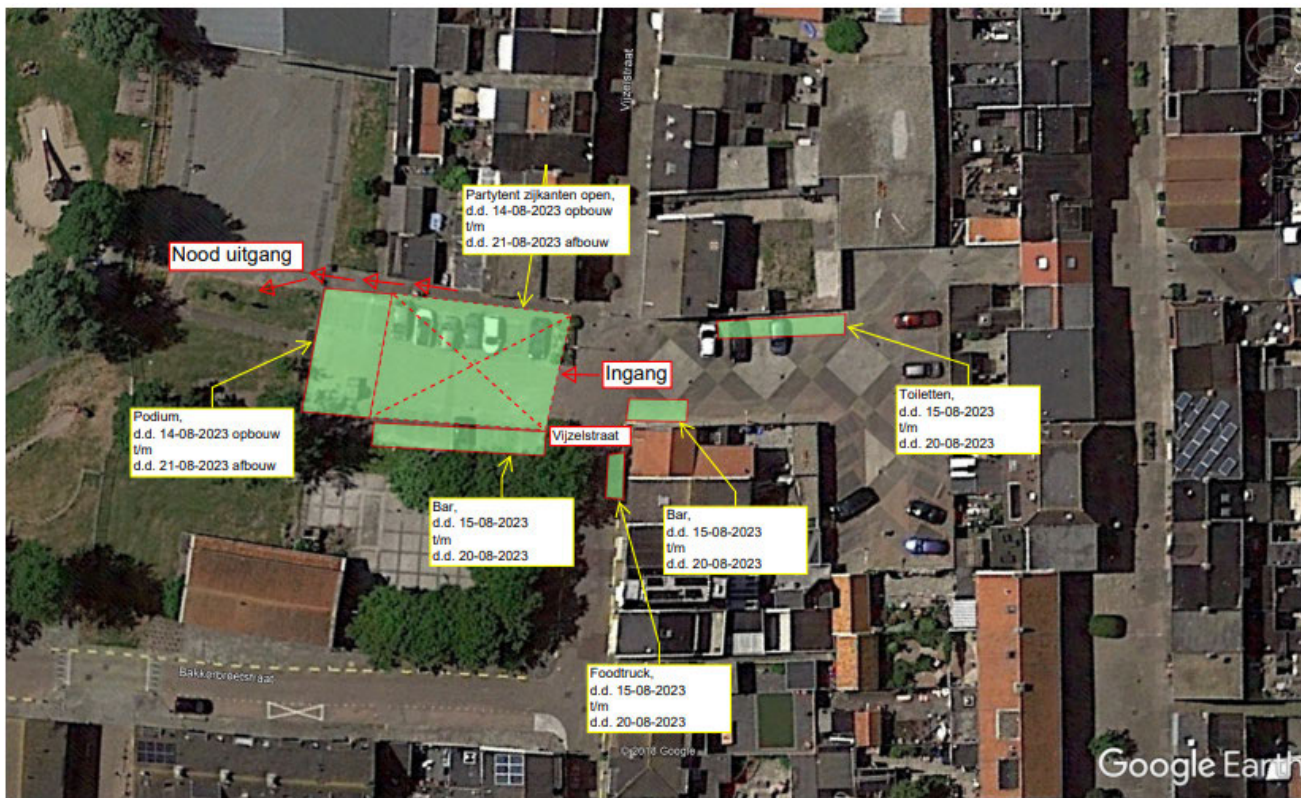 Vijzelstraat
Partytent zijkanten open,
d.d. 14-08-2023 opbouw
t/m
d.d. 21-08-2023 afbouw
Nood uitgang
Ingang
Podium,
d.d. 14-08-2023 opbouw
t/m
d.d. 21-08-2023 afbouw
Toiletten,
d.d. 15-08-2023
t/m
d.d. 20-08-2023
Vijzelstraat
Bar,
d.d. 15-08-2023
t/m
d.d. 20-08-2023
Bar,
d.d. 15-08-2023
t/m
d.d. 20-08-2023
Foodtruck,
d.d. 15-08-2023
t/m
d.d. 20-08-2023
Bakkerbreetstraat
© 2018 Google
Google Earth